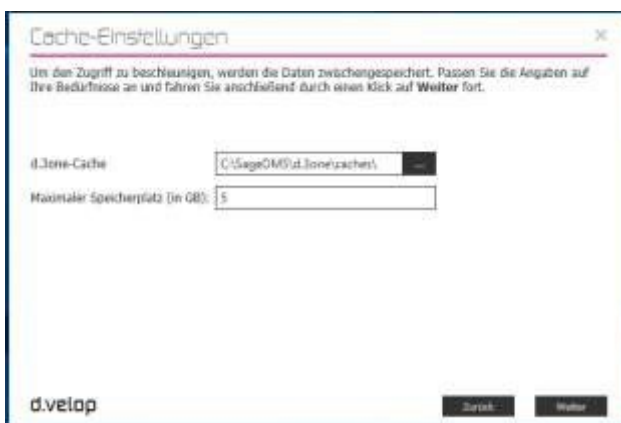 Cache-Einstellungen
Um den Zugriff zu beschleunigen, werden die Daten zwischengespeichert. Passen Sie die Angaben auf
Ihre Bedürfnisse an und fahren Sie anschließend durch einen Klick auf Weiter fort.
d.3one-Cache
C:\SageDMS\d.3one\caches\
...
Maximaler Speicherplatz (in GB):
5
d.velop
Zurück
Weiter